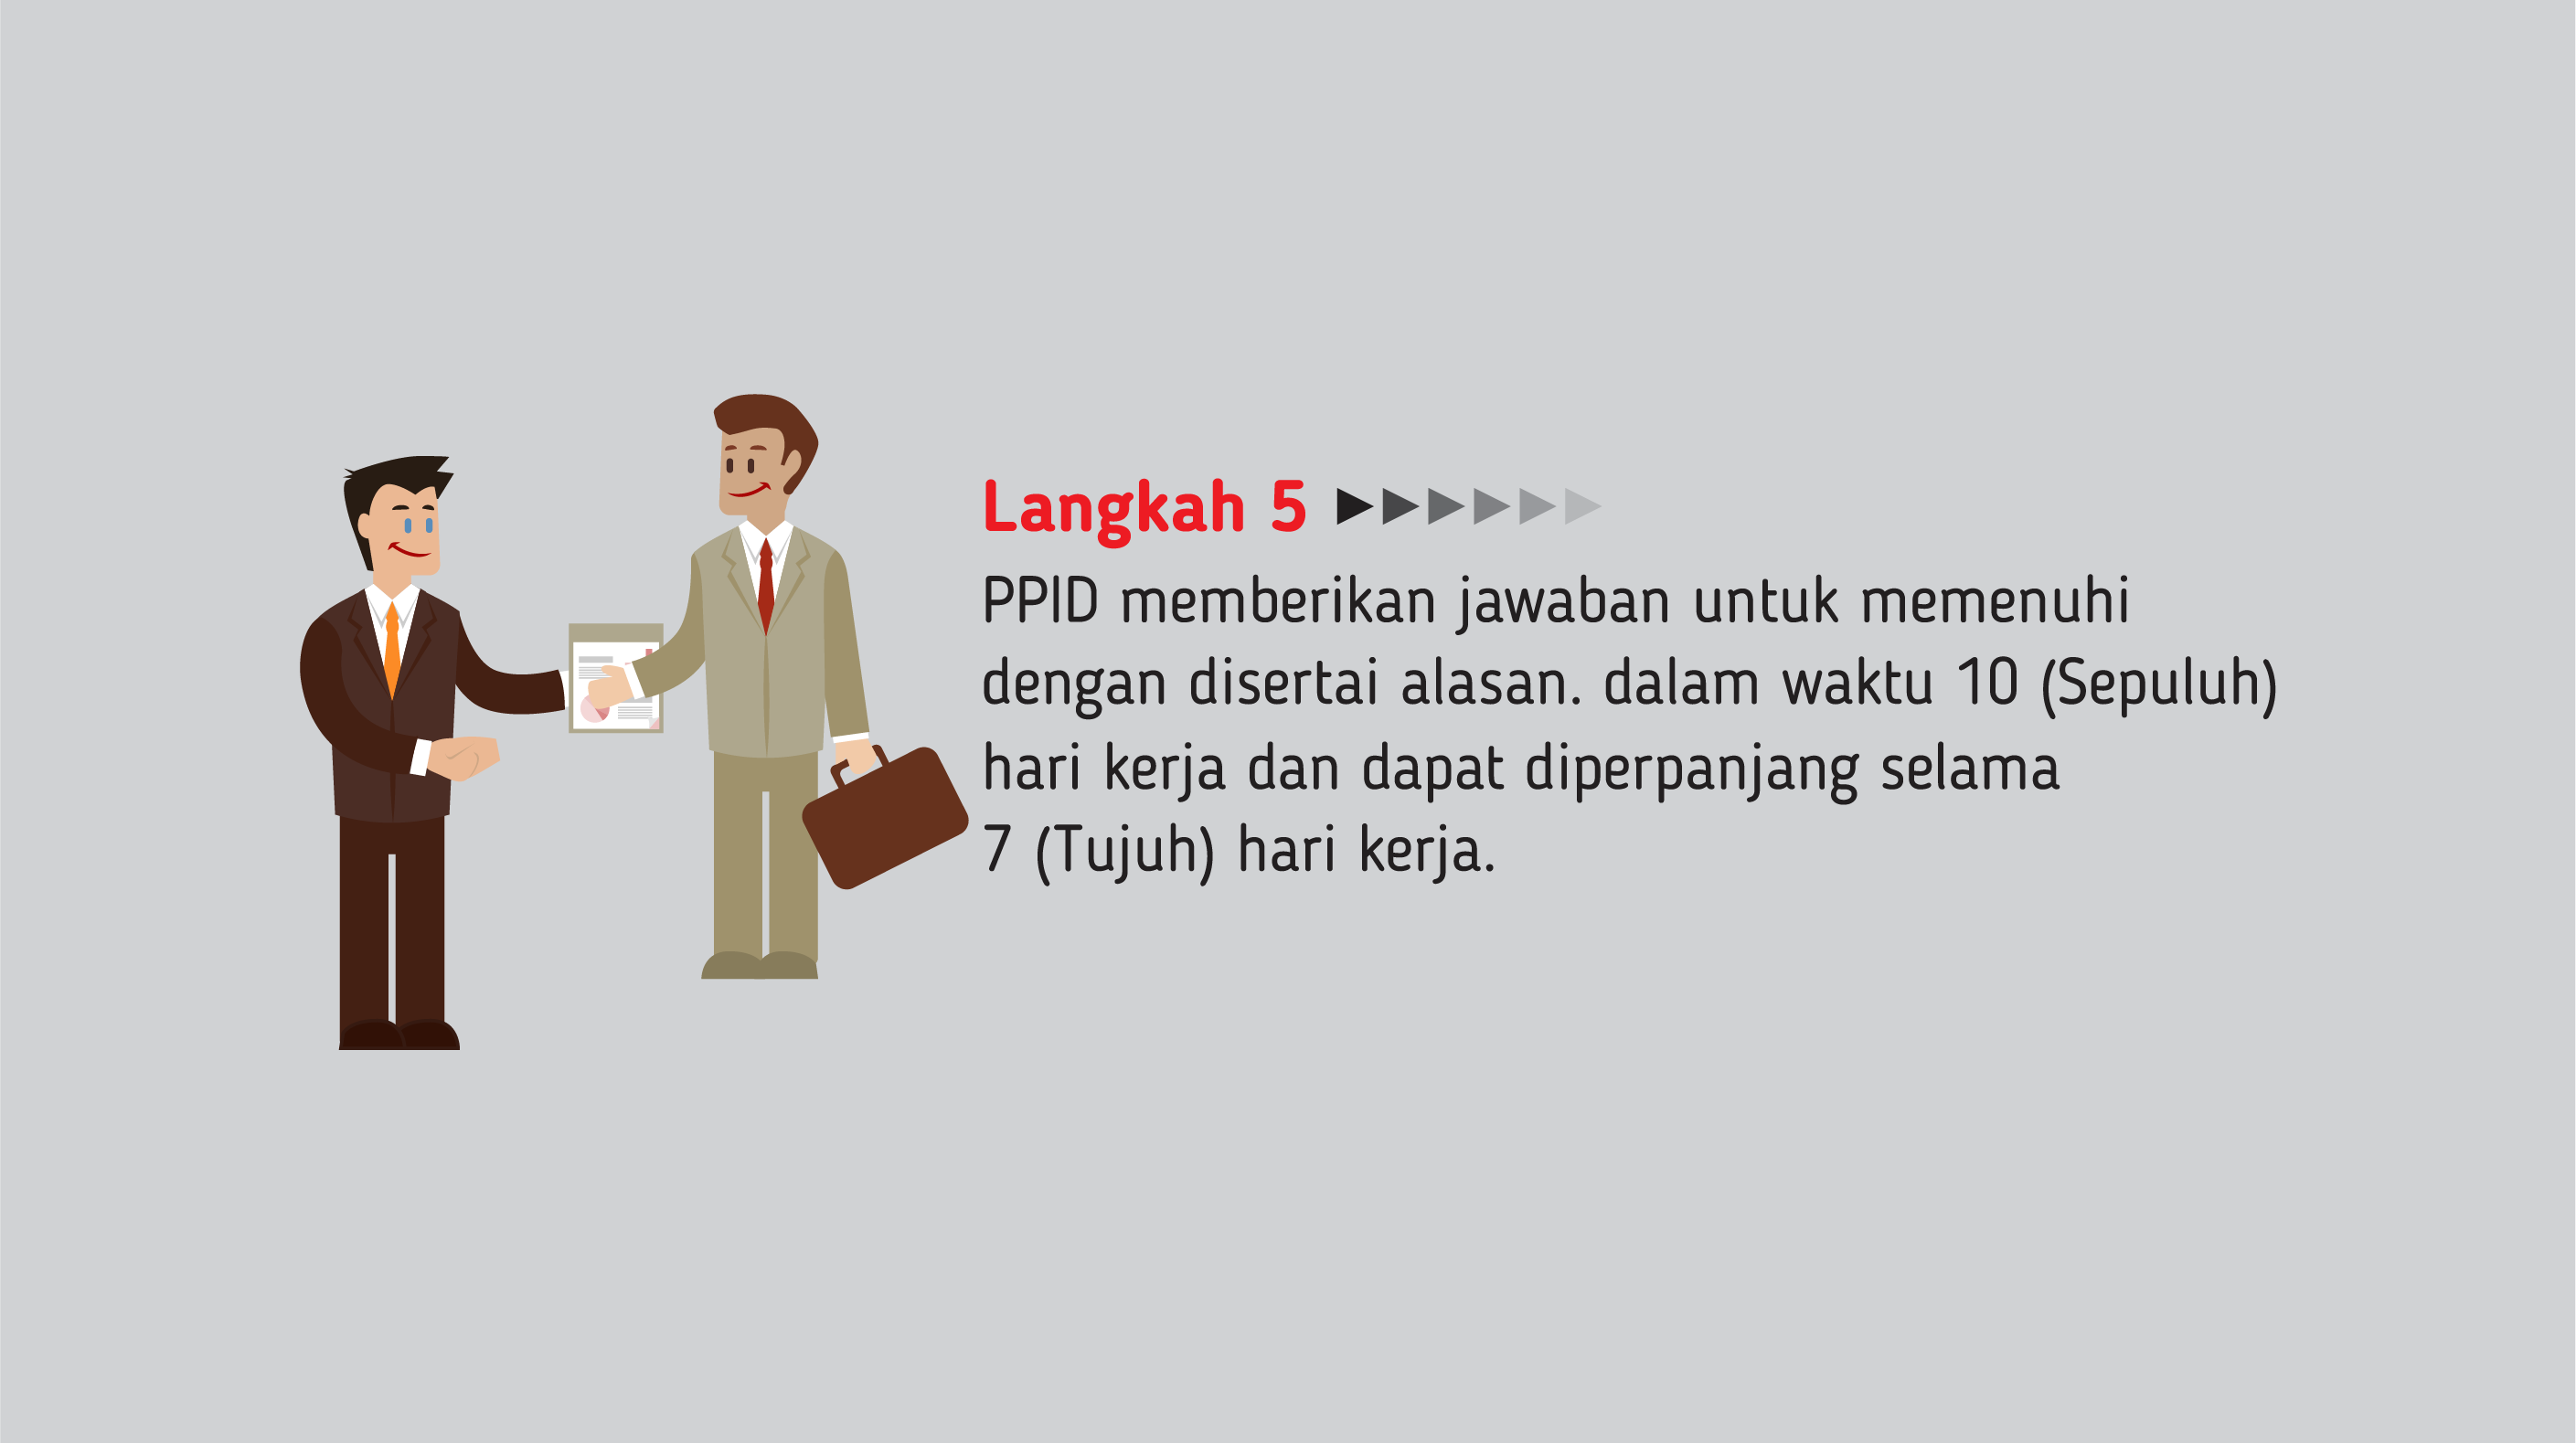 Langkah 5
PPID memberikan jawaban untuk memenuhi
dengan disertai alasan. dalam waktu 10 (Sepuluh)
hari kerja dan dapat diperpanjang selama
7 (Tujuh) hari kerja.